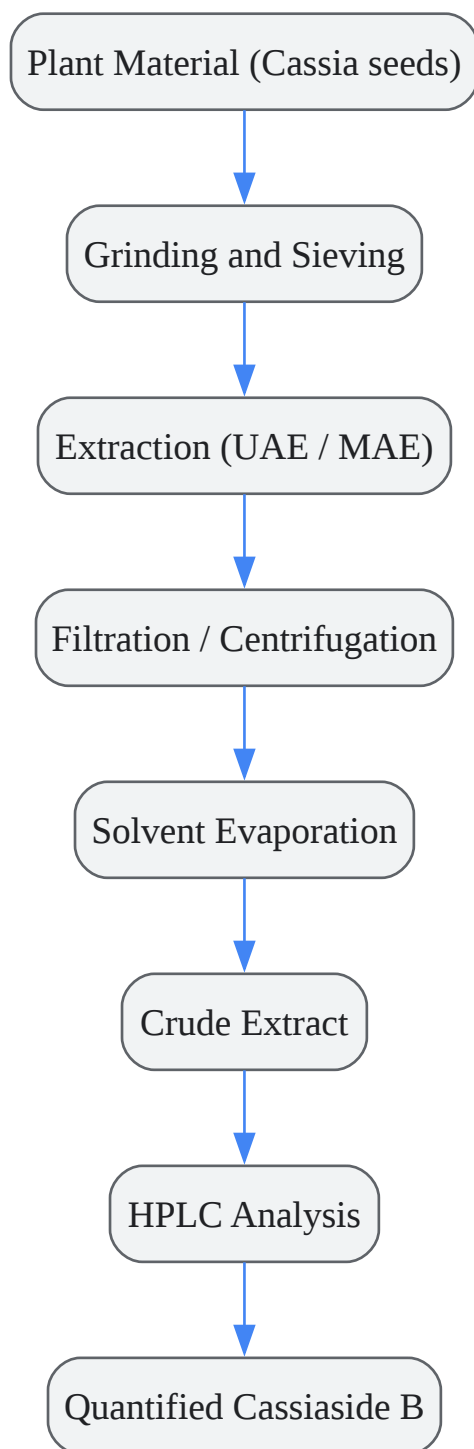 Plant Material (Cassia seeds)
Grinding and Sieving
Extraction (UAE / MAE)
Filtration / Centrifugation
Solvent Evaporation
Crude Extract
HPLC Analysis
Quantified Cassiaside B